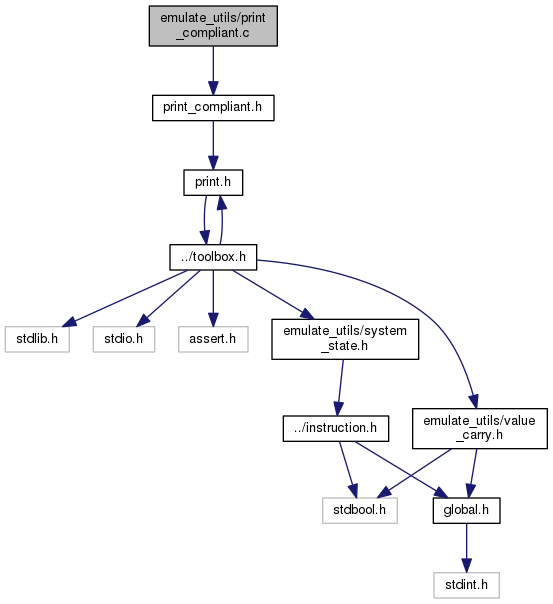 emulate_utils/print
_compliant.c
print_compliant.h
print.h
../toolbox.h
stdlib.h
stdio.h
assert.h
emulate_utils/system
_state.h
../instruction.h
emulate_utils/value
_carry.h
stdbool.h
global.h
stdint.h